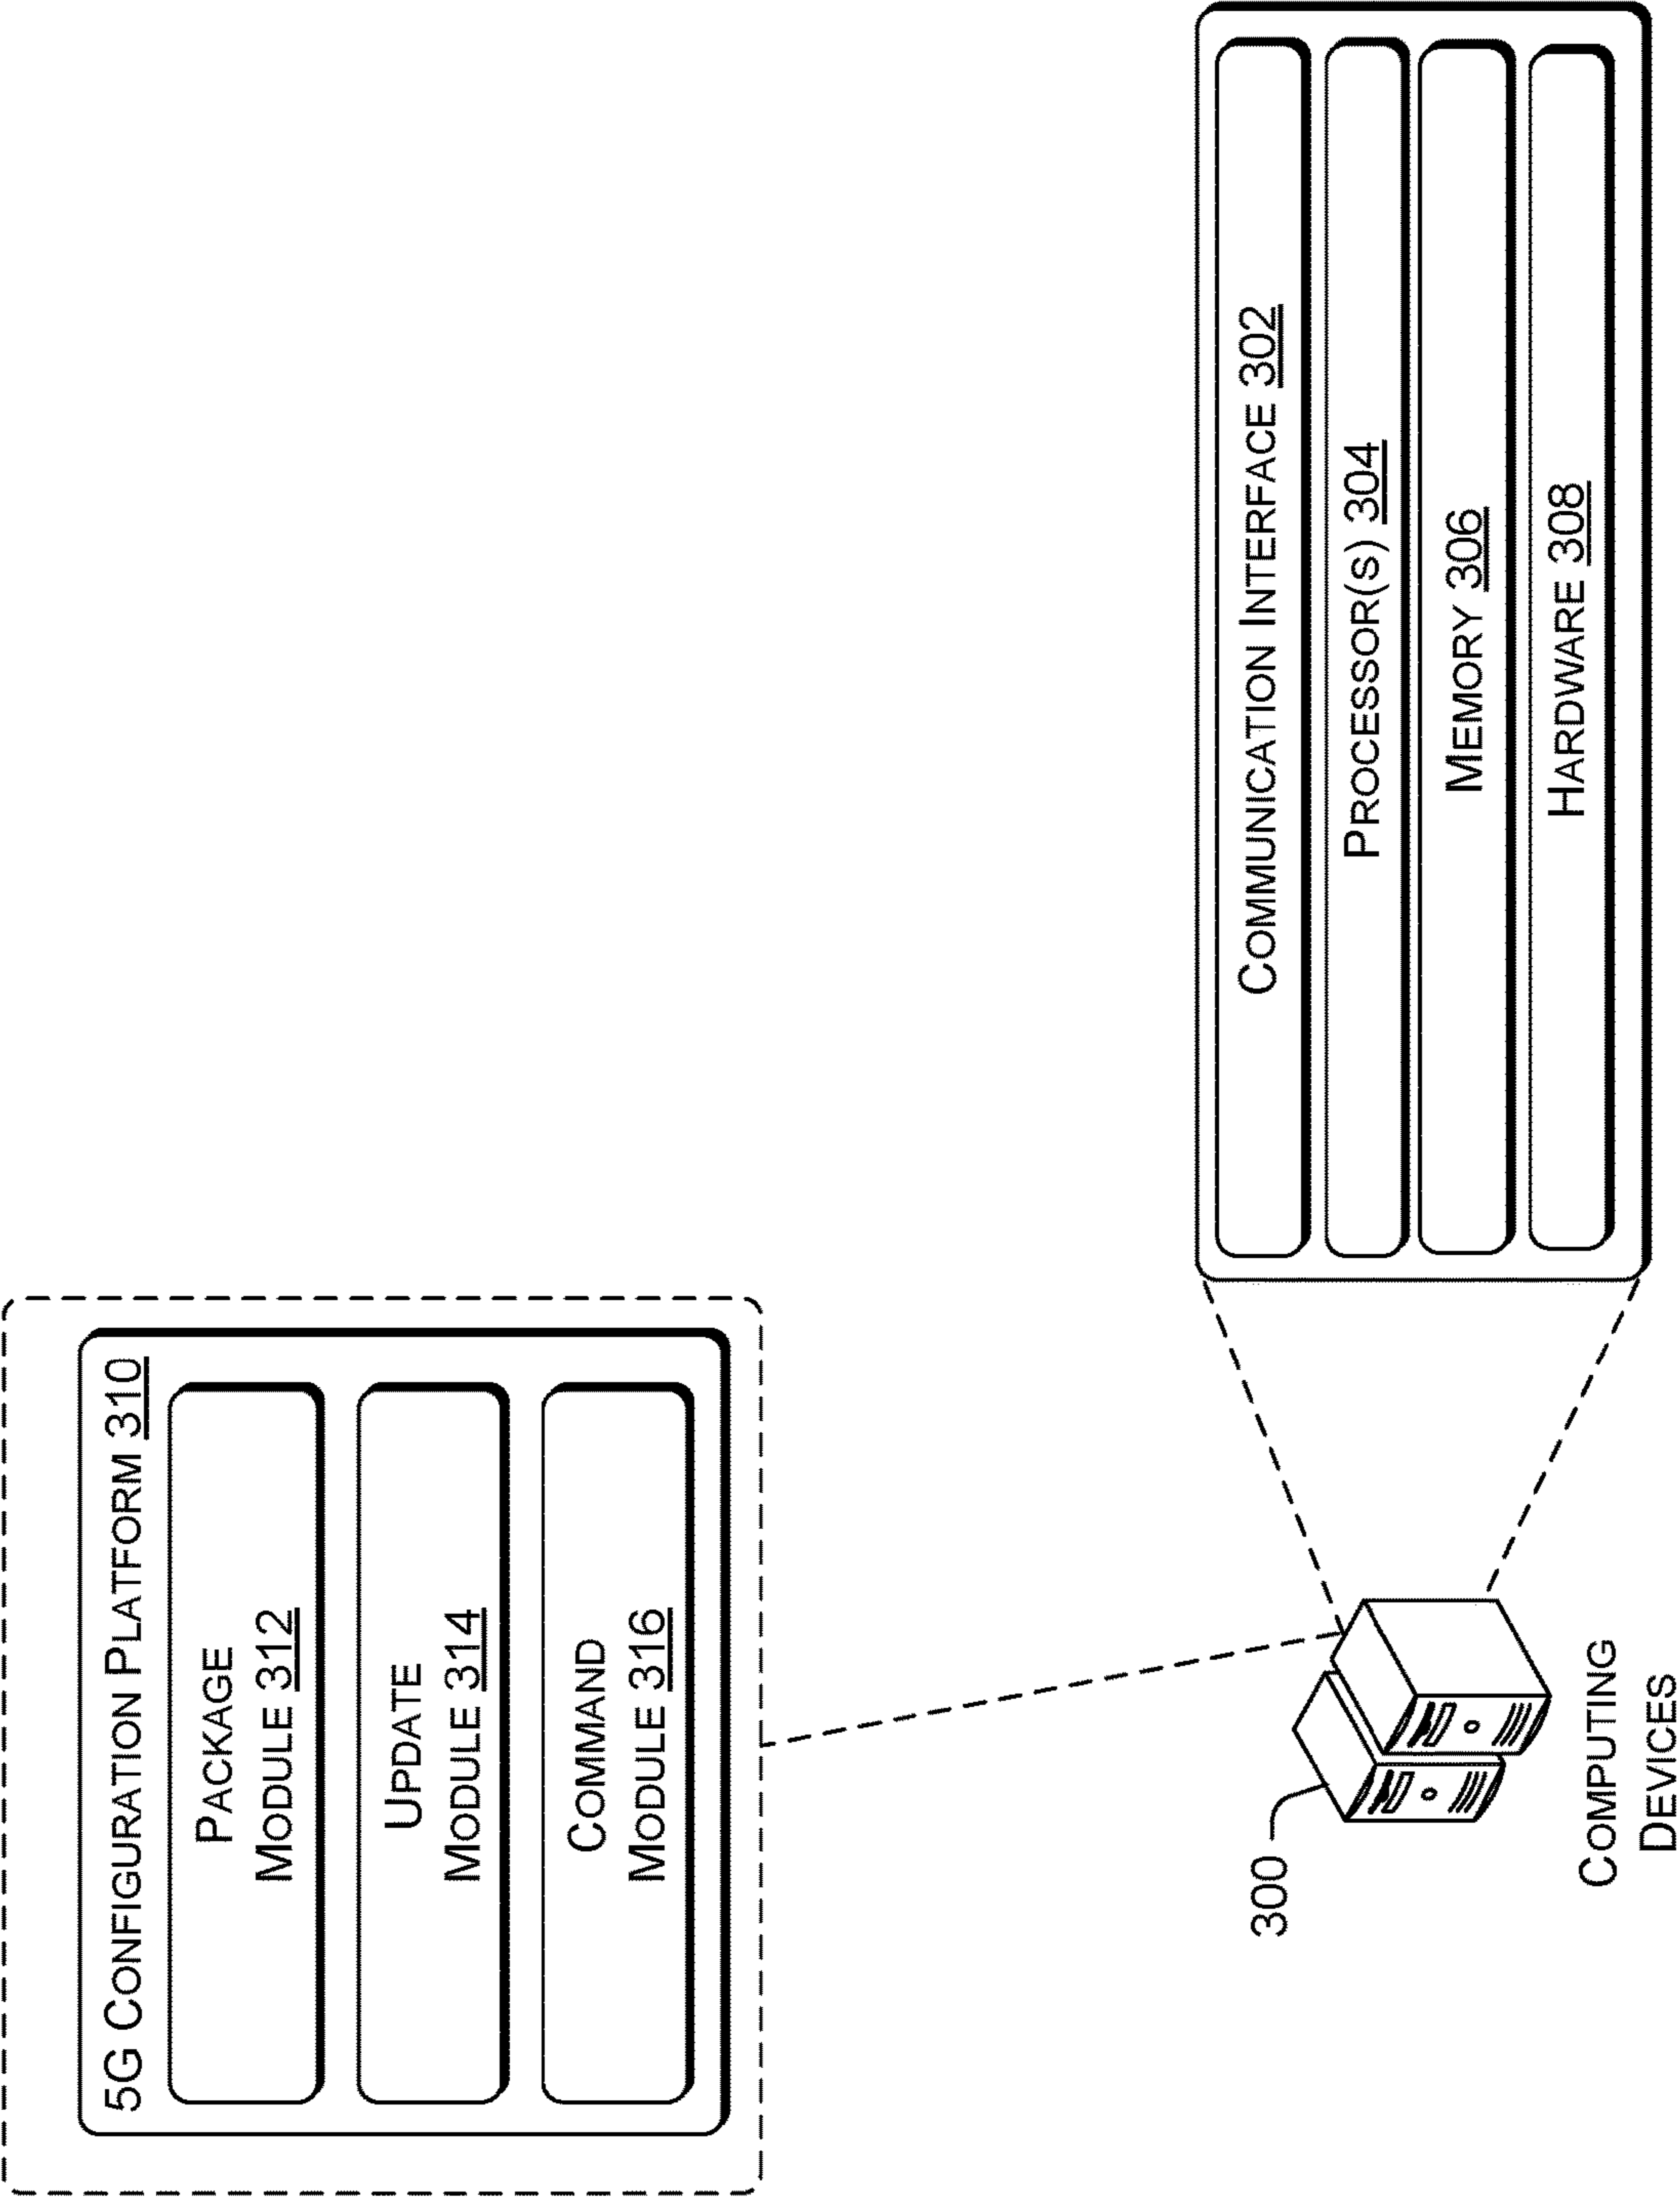 5G CONFIGURATION PLATFORM 310
PACKAGE
MODULE 312
UPDATE
MODULE 314
COMMAND
MODULE 316
300
COMPUTING
DEVICES
COMMUNICATION INTERFACE 302
PROCESSOR(S) 304
MEMORY 306
HARDWARE 308